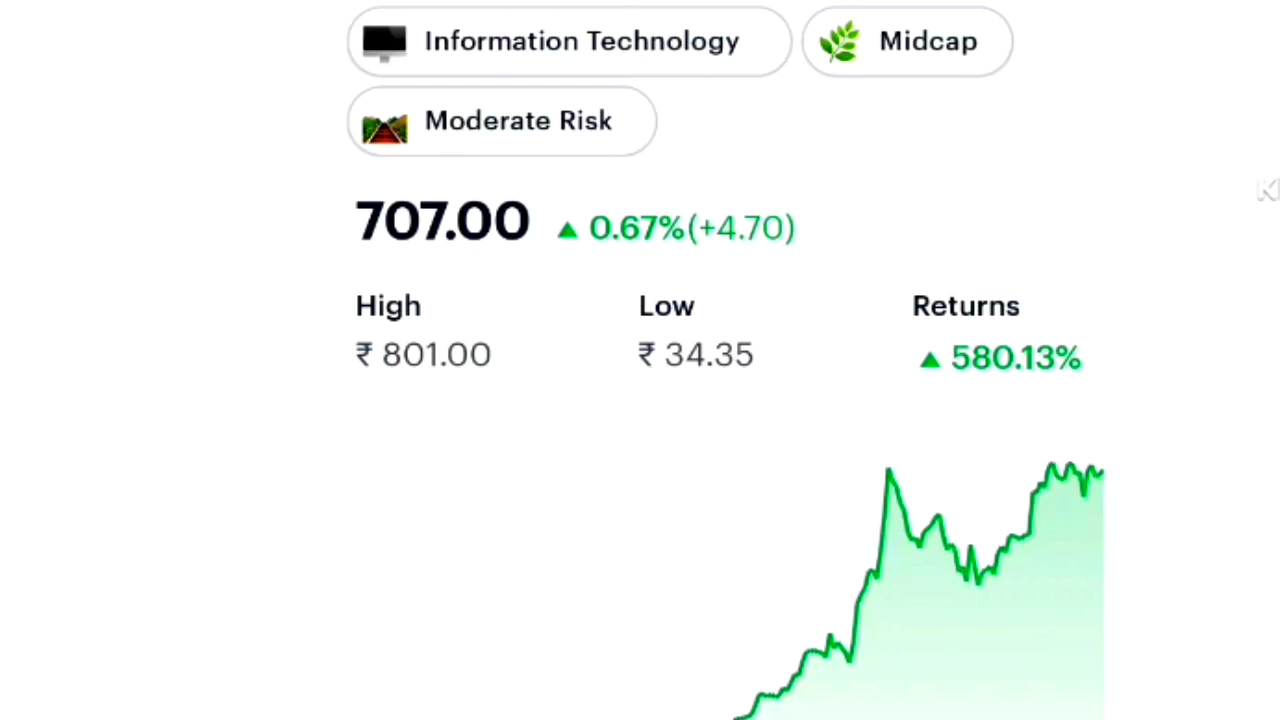 Information Technology
Midcap
Moderate Risk
707.00 ▲ 0.67%(+4.70)
High Low Returns
₹ 801.00 ₹ 34.35 ▲ 580.13%